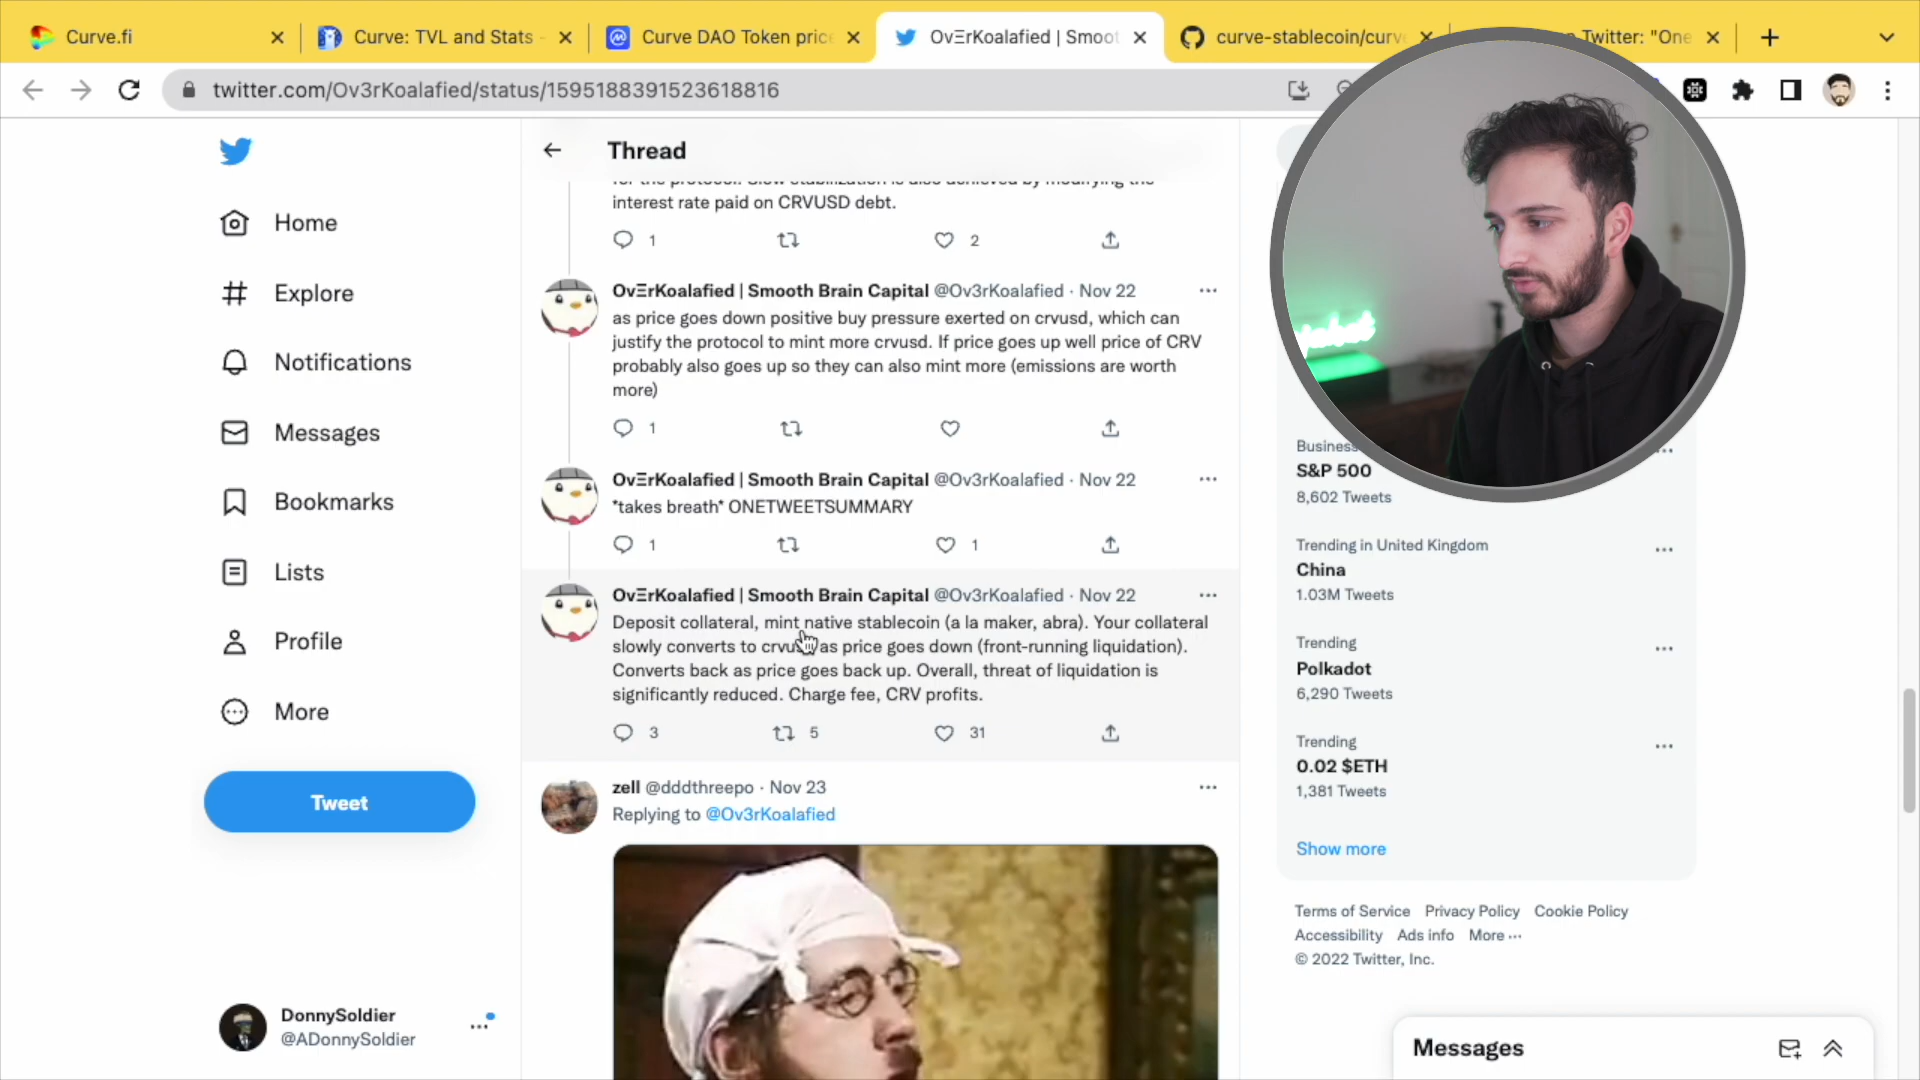 Curve.fi
Curve: TVL and Stats -
Curve DAO Token price
OvΞrKoalafied | Smoot
curve-stablecoin/curv
Twitter: "One
twitter.com/Ov3rKoalafied/status/1595188391523618816
Home
Explore
Notifications
Messages
Bookmarks
Lists
Profile
More
Tweet
DonnySoldier
@ADonnySoldier
Thread
interest rate paid on CRVUSD debt.
1
2
OvΞrKoalafied | Smooth Brain Capital @Ov3rKoalafied · Nov 22
as price goes down positive buy pressure exerted on crvusd, which can
justify the protocol to mint more crvusd. If price goes up well price of CRV
probably also goes up so they can also mint more (emissions are worth
more)
1
OvΞrKoalafied | Smooth Brain Capital @Ov3rKoalafied · Nov 22
*takes breath* ONETWEETSUMMARY
1
1
OvΞrKoalafied | Smooth Brain Capital @Ov3rKoalafied · Nov 22
Deposit collateral, mint native stablecoin (a la maker, abra). Your collateral
slowly converts to crvusd as price goes down (front-running liquidation).
Converts back as price goes back up. Overall, threat of liquidation is
significantly reduced. Charge fee, CRV profits.
3
5
31
zell @dddthreepo · Nov 23
Replying to @Ov3rKoalafied
Business
S&P 500
8,602 Tweets
Trending in United Kingdom
China
1.03M Tweets
Trending
Polkadot
6,290 Tweets
Trending
0.02 $ETH
1,381 Tweets
Show more
Terms of Service Privacy Policy Cookie Policy
Accessibility Ads info More ···
© 2022 Twitter, Inc.
Messages